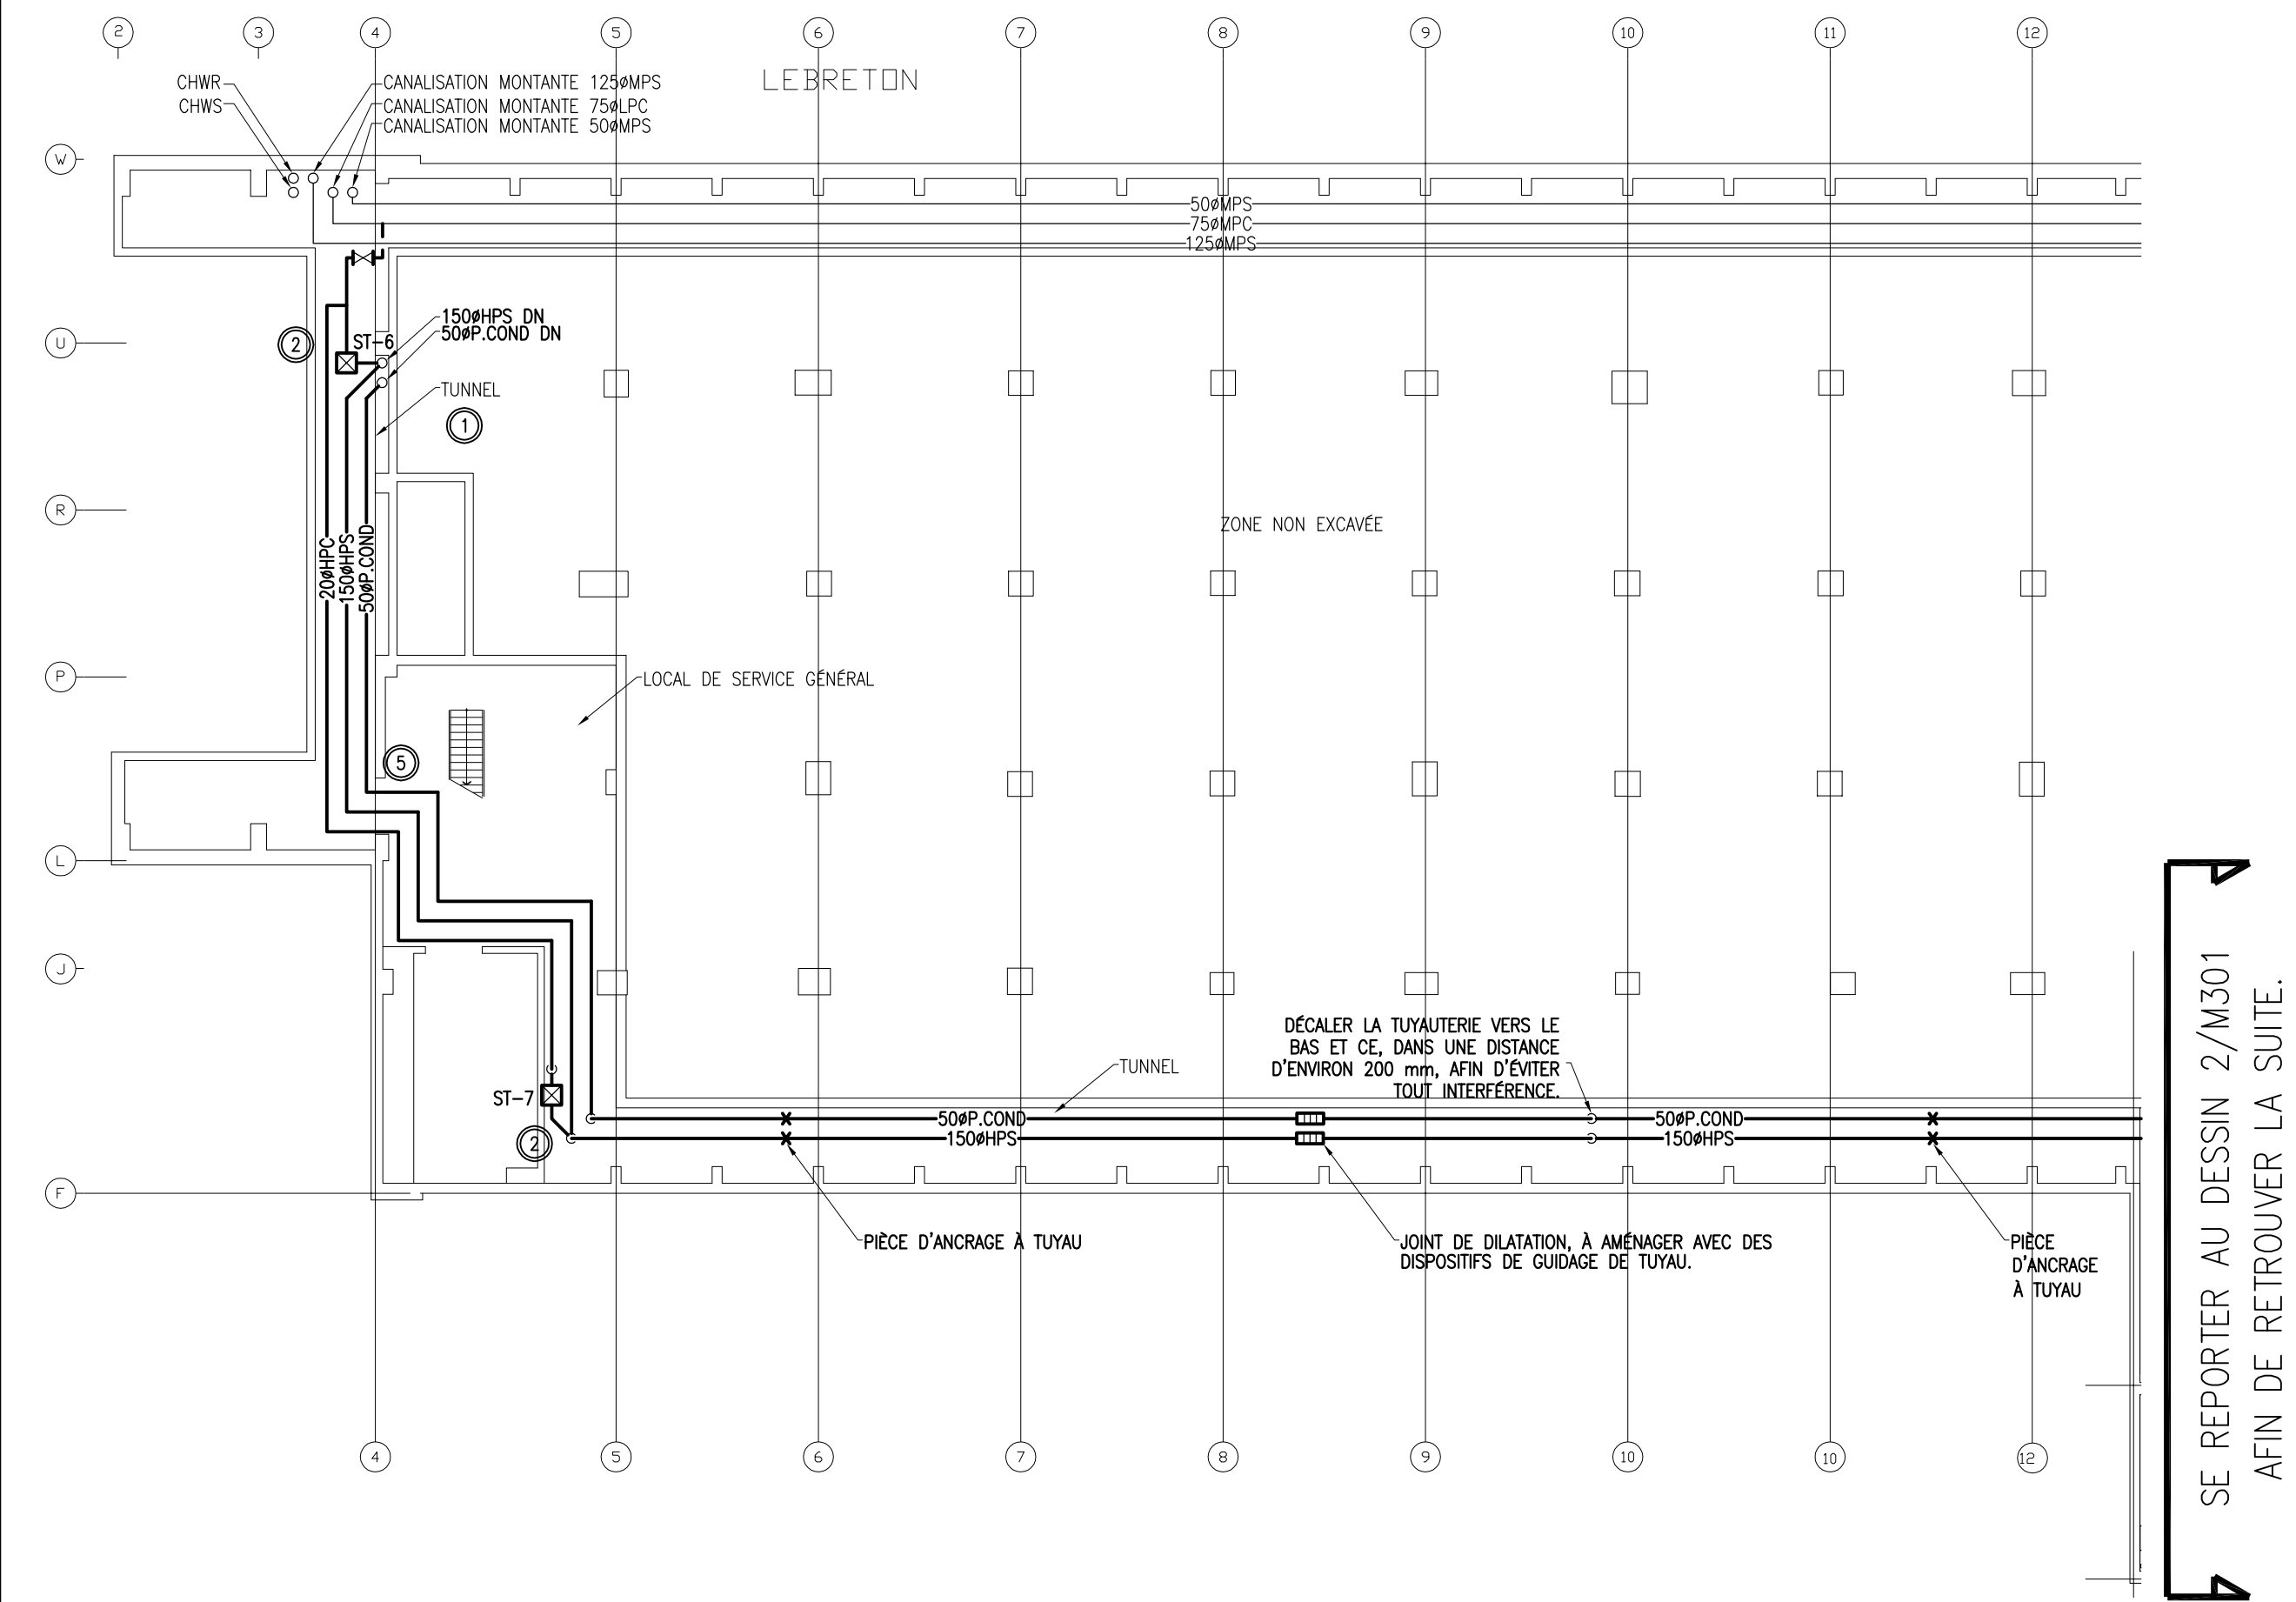 2 3 4 5 6 7 8 9 10 11 12
LEBRETON
CHWR
CHWS
CANALISATION MONTANTE 125øMPS
CANALISATION MONTANTE 75øLPC
CANALISATION MONTANTE 50øMPS
W
50øMPS
75øMPC
125øMPS
150øHPS DN
50øP.COND DN
U
2
ST-6
TUNNEL
1
R
ZONE NON EXCAVÉE
20øHPC
150øHPS
50øP.COND
P
LOCAL DE SERVICE GÉNÉRAL
5
L
J
DÉCALER LA TUYAUTERIE VERS LE
BAS ET CE, DANS UNE DISTANCE
D'ENVIRON 200 mm, AFIN D'ÉVITER
TOUT INTERFÉRENCE.
TUNNEL
ST-7
2
50øP.COND
150øHPS
50øP.COND
150øHPS
F
PIÈCE D'ANCRAGE À TUYAU
JOINT DE DILATATION, À AMÉNAGER AVEC DES
DISPOSITIFS DE GUIDAGE DE TUYAU.
PIÈCE
D'ANCRAGE
À TUYAU
4 5 6 7 8 9 10 10 12
SE REPORTER AU DESSIN 2/M301
AFIN DE RETROUVER LA SUITE.